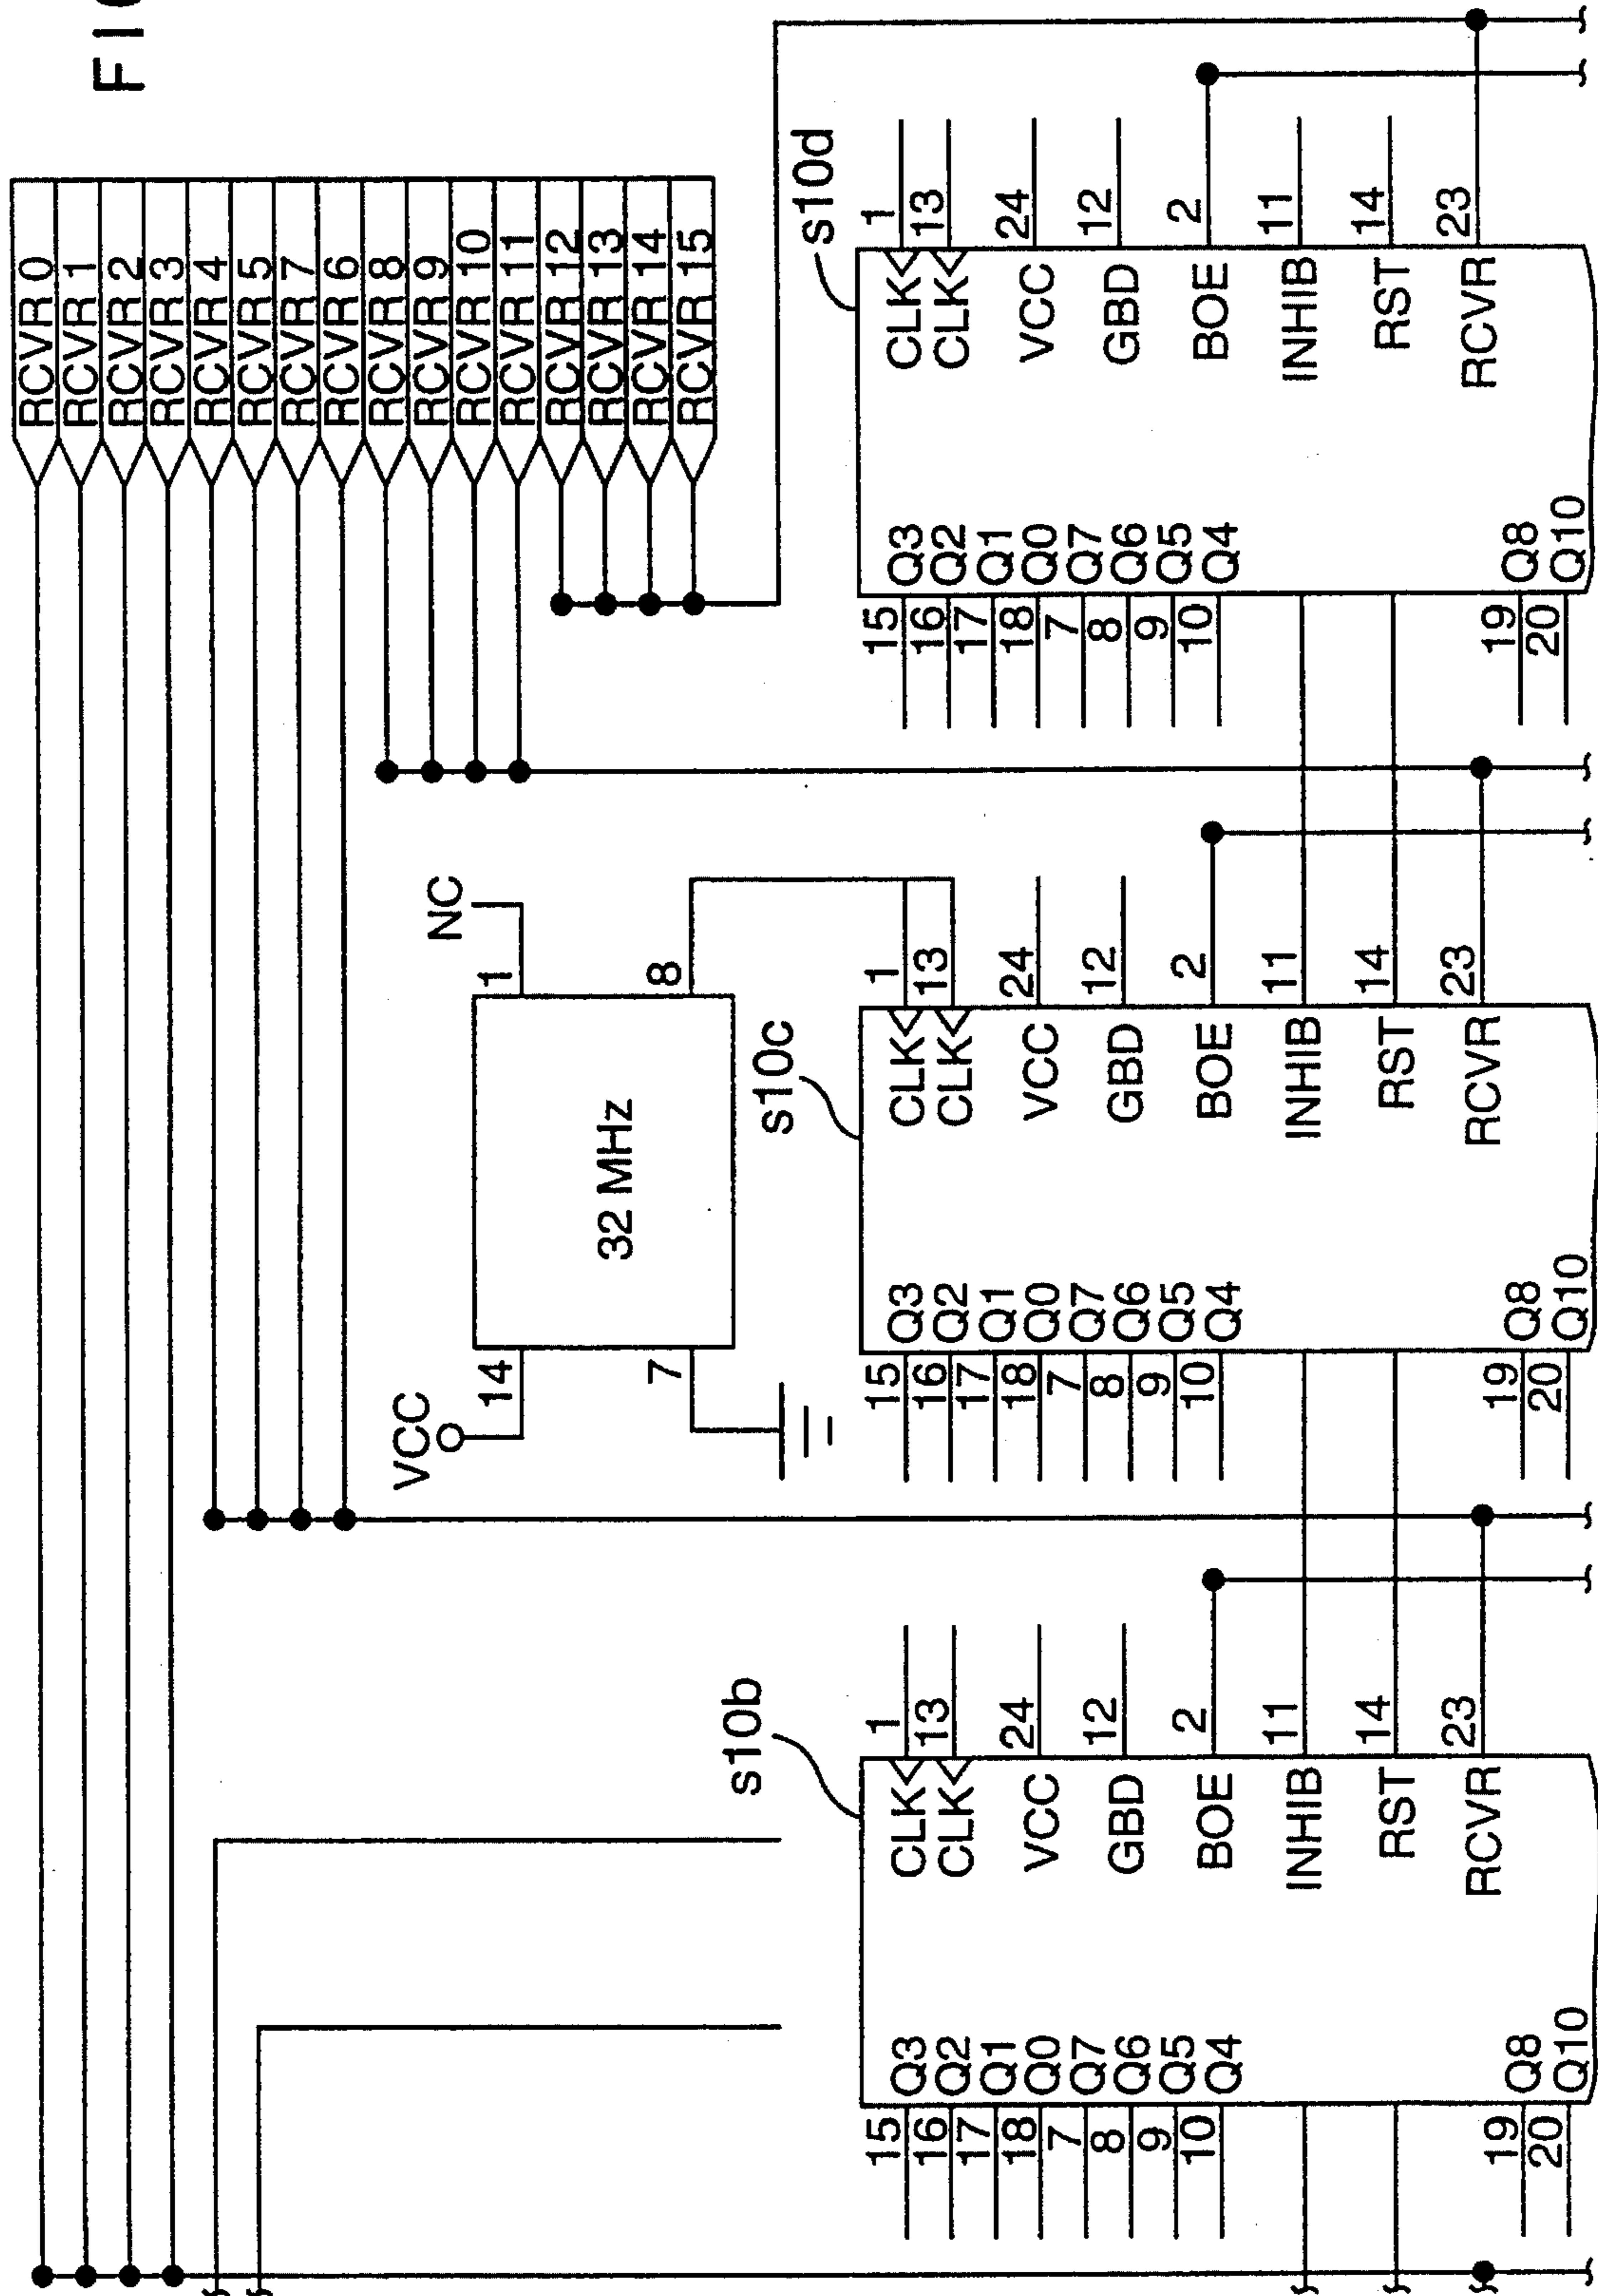 FIG
RCVR 0
RCVR 1
RCVR 2
RCVR 3
RCVR 4
RCVR 5
RCVR 7
RCVR 6
RCVR 8
RCVR 9
RCVR 10
RCVR 11
RCVR 12
RCVR 13
RCVR 14
RCVR 15
VCC
NC
14
1
32 MHz
7
8
s10b
15 Q3 CLK 1
16 Q2 CLK 13
17 Q1
18 Q0 VCC 24
7 Q7
8 Q6 GBD 12
9 Q5
10 Q4 BOE 2
INHIB 11
RST 14
RCVR 23
19 Q8
20 Q10
s10c
15 Q3 CLK 1
16 Q2 CLK 13
17 Q1
18 Q0 VCC 24
7 Q7
8 Q6 GBD 12
9 Q5
10 Q4 BOE 2
INHIB 11
RST 14
RCVR 23
19 Q8
20 Q10
s10d
15 Q3 CLK 1
16 Q2 CLK 13
17 Q1
18 Q0 VCC 24
7 Q7
8 Q6 GBD 12
9 Q5
10 Q4 BOE 2
INHIB 11
RST 14
RCVR 23
19 Q8
20 Q10